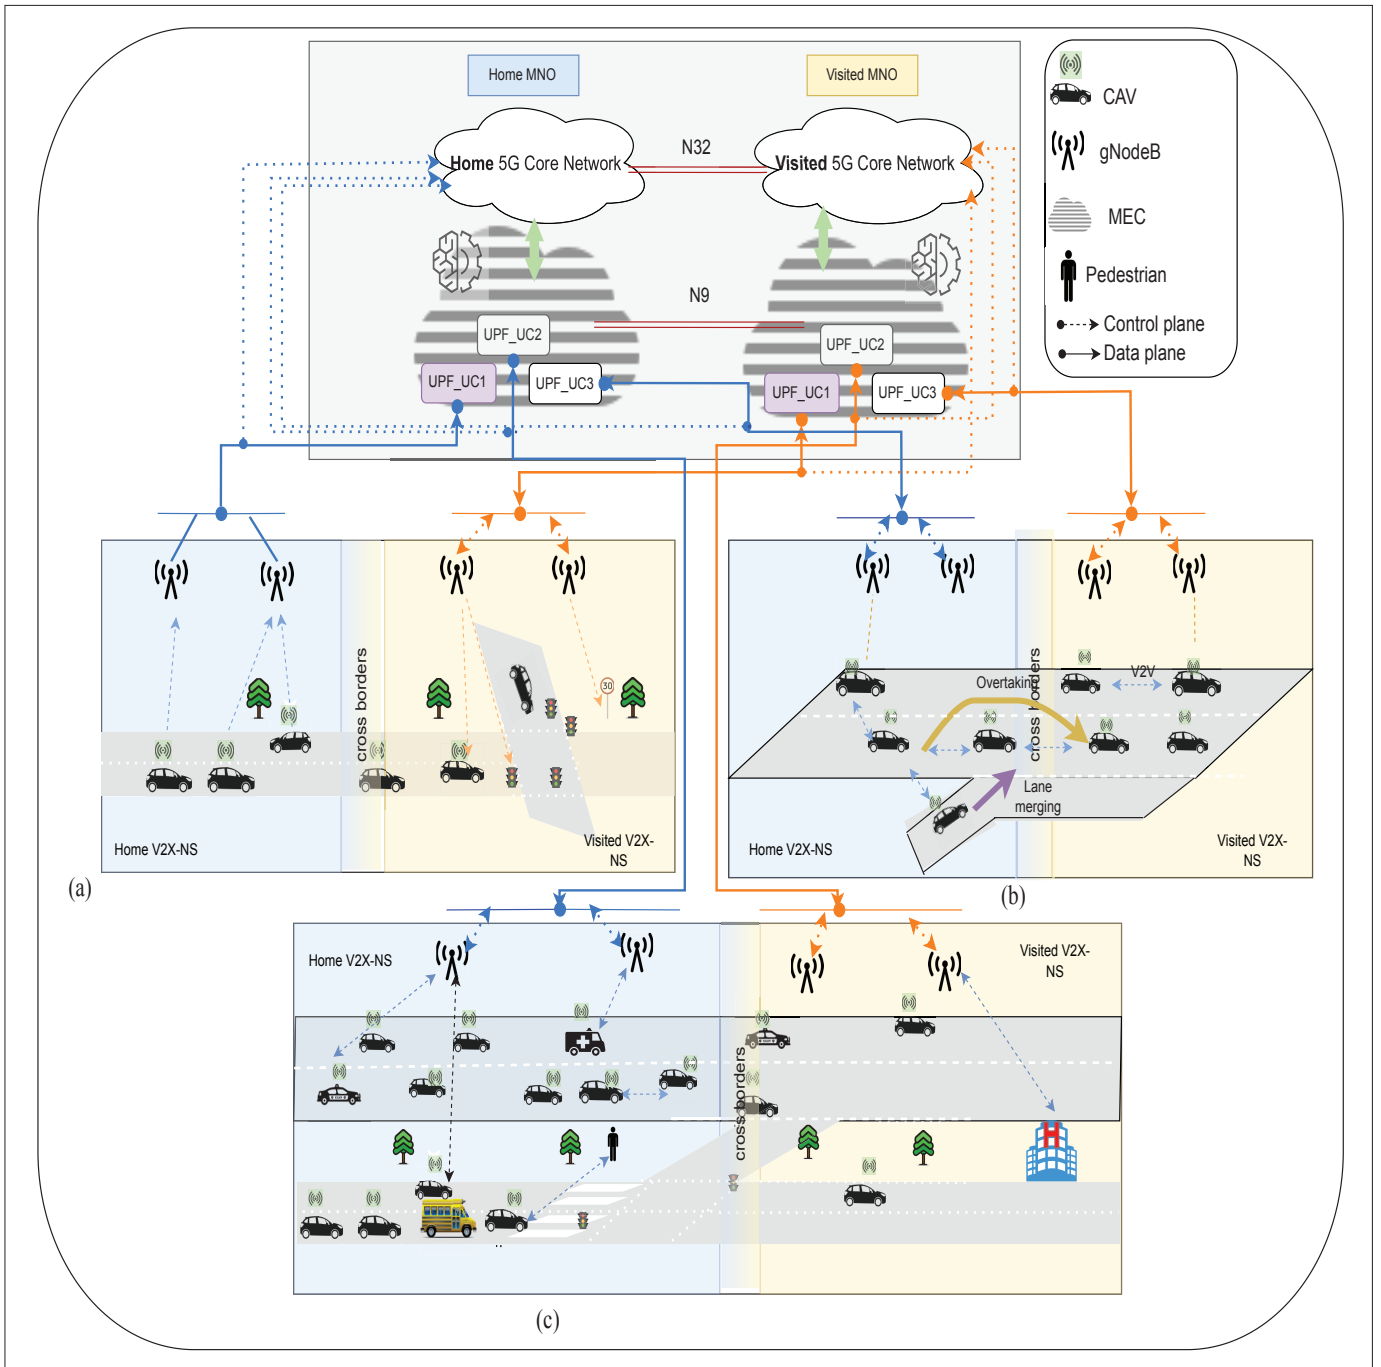 Home MNO
Visited MNO
CAV
gNodeB
MEC
Pedestrian
Control plane
Data plane
Home 5G Core Network
N32
Visited 5G Core Network
N9
UPF_UC2
UPF_UC1
UPF_UC3
UPF_UC2
UPF_UC1
UPF_UC3
cross borders
30
Home V2X-NS
Visited V2X-
NS
(a)
cross borders
Overtaking
V2V
Lane
merging
Home V2X-NS
Visited V2X-
NS
(b)
Home V2X-NS
Visited V2X-
NS
cross borders
H
(c)